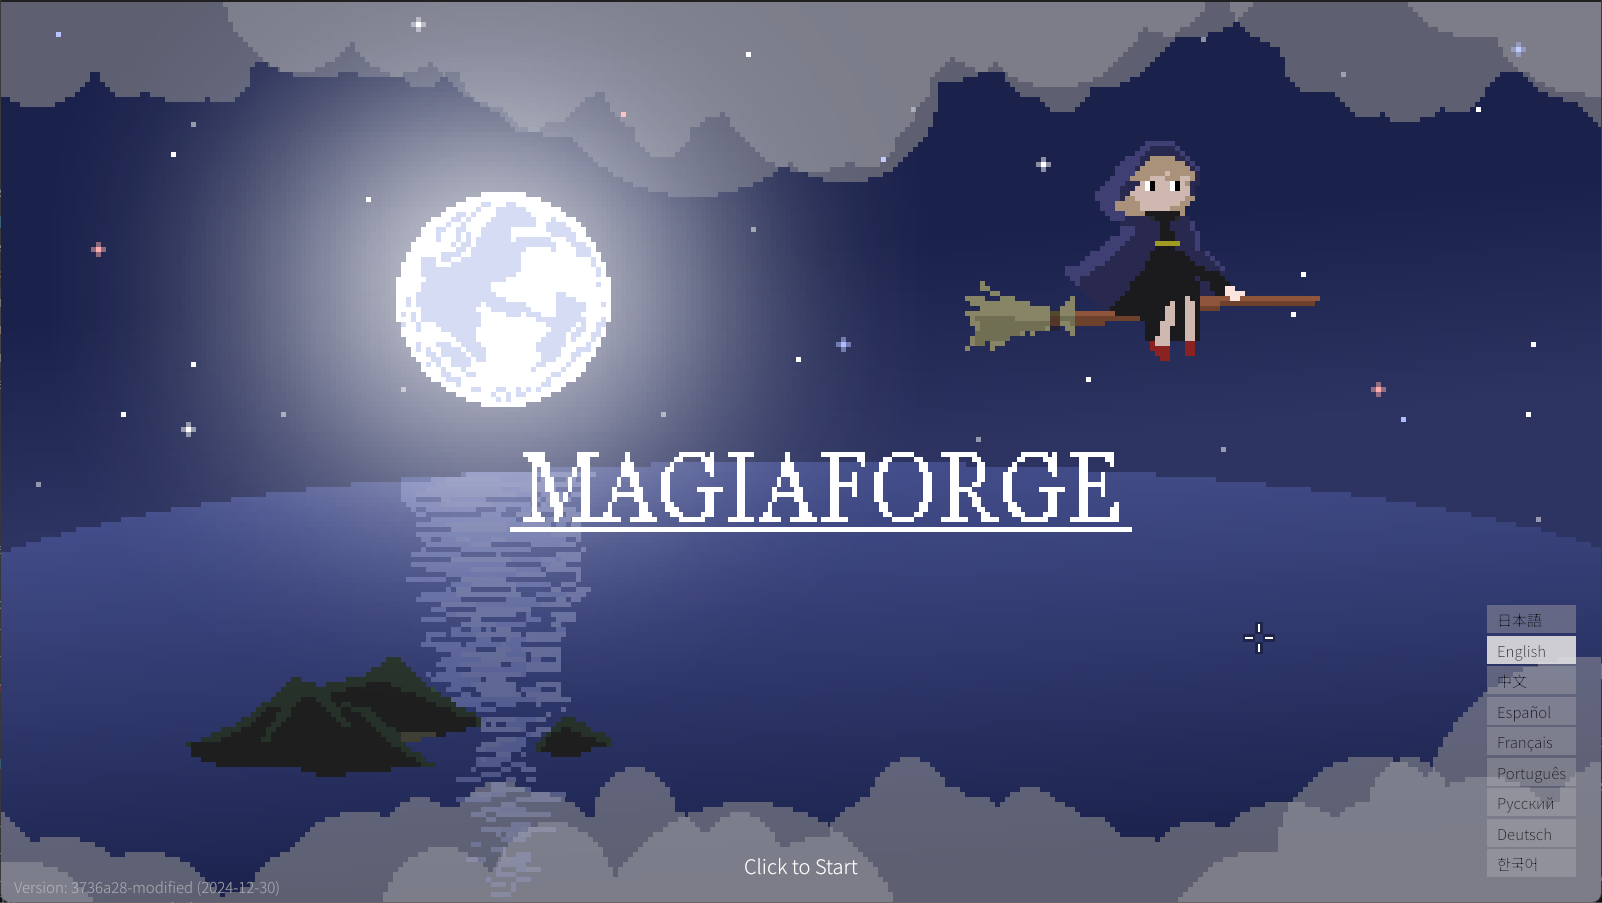 MAGIAFORGE
日本語
English
中文
Español
Français
Português
Русский
Deutsch
한국어
Click to Start
Version: 3736a28-modified (2024-12-30)